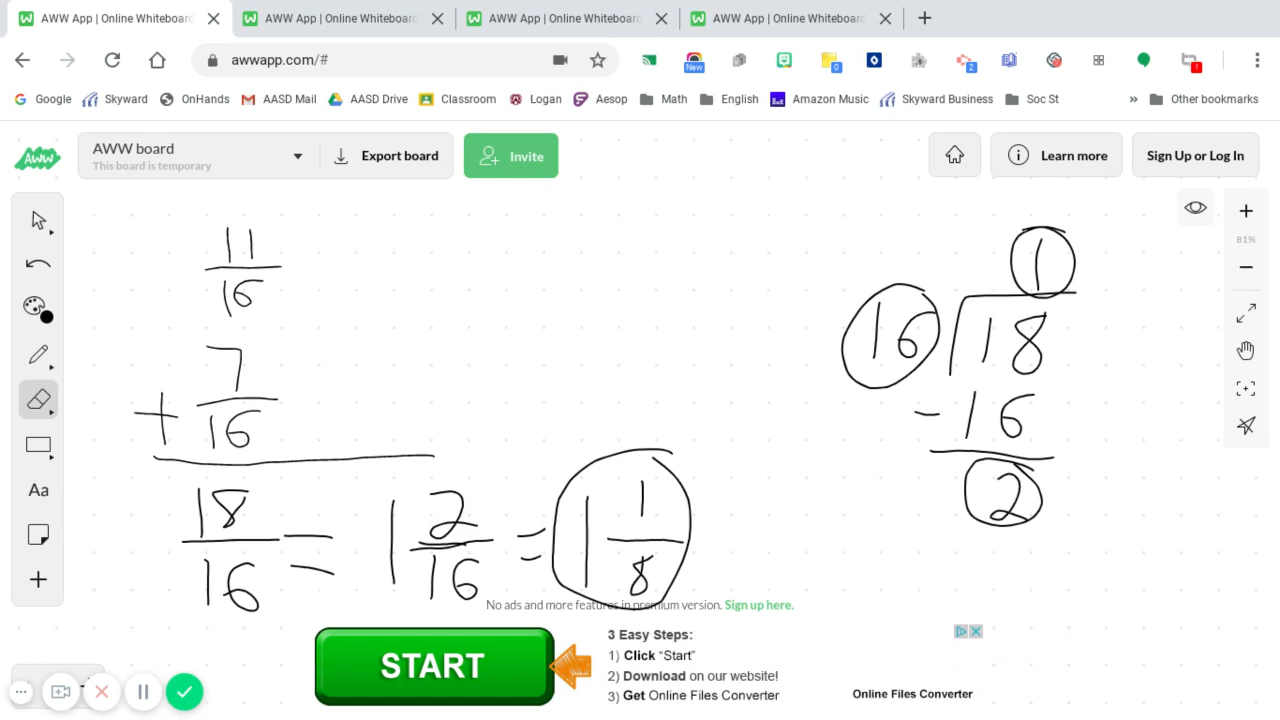 AWW App | Online Whiteboard
AWW App | Online Whiteboard
AWW App | Online Whiteboard
AWW App | Online Whiteboard
awwapp.com/#
New
0
2
!
Google Skyward OnHands AASD Mail AASD Drive Classroom Logan Aesop Math English Amazon Music Skyward Business Soc St » Other bookmarks
AWW
AWW board
This board is temporary
Export board
Invite
Learn more
Sign Up or Log In
81%
Aa
11
16
7
+ 16
18/16 = 1 2/16 = 1 1/8
1
16 18
- 16
2
No ads and more features in premium version. Sign up here.
START
3 Easy Steps:
1) Click “Start”
2) Download on our website!
3) Get Online Files Converter
Online Files Converter